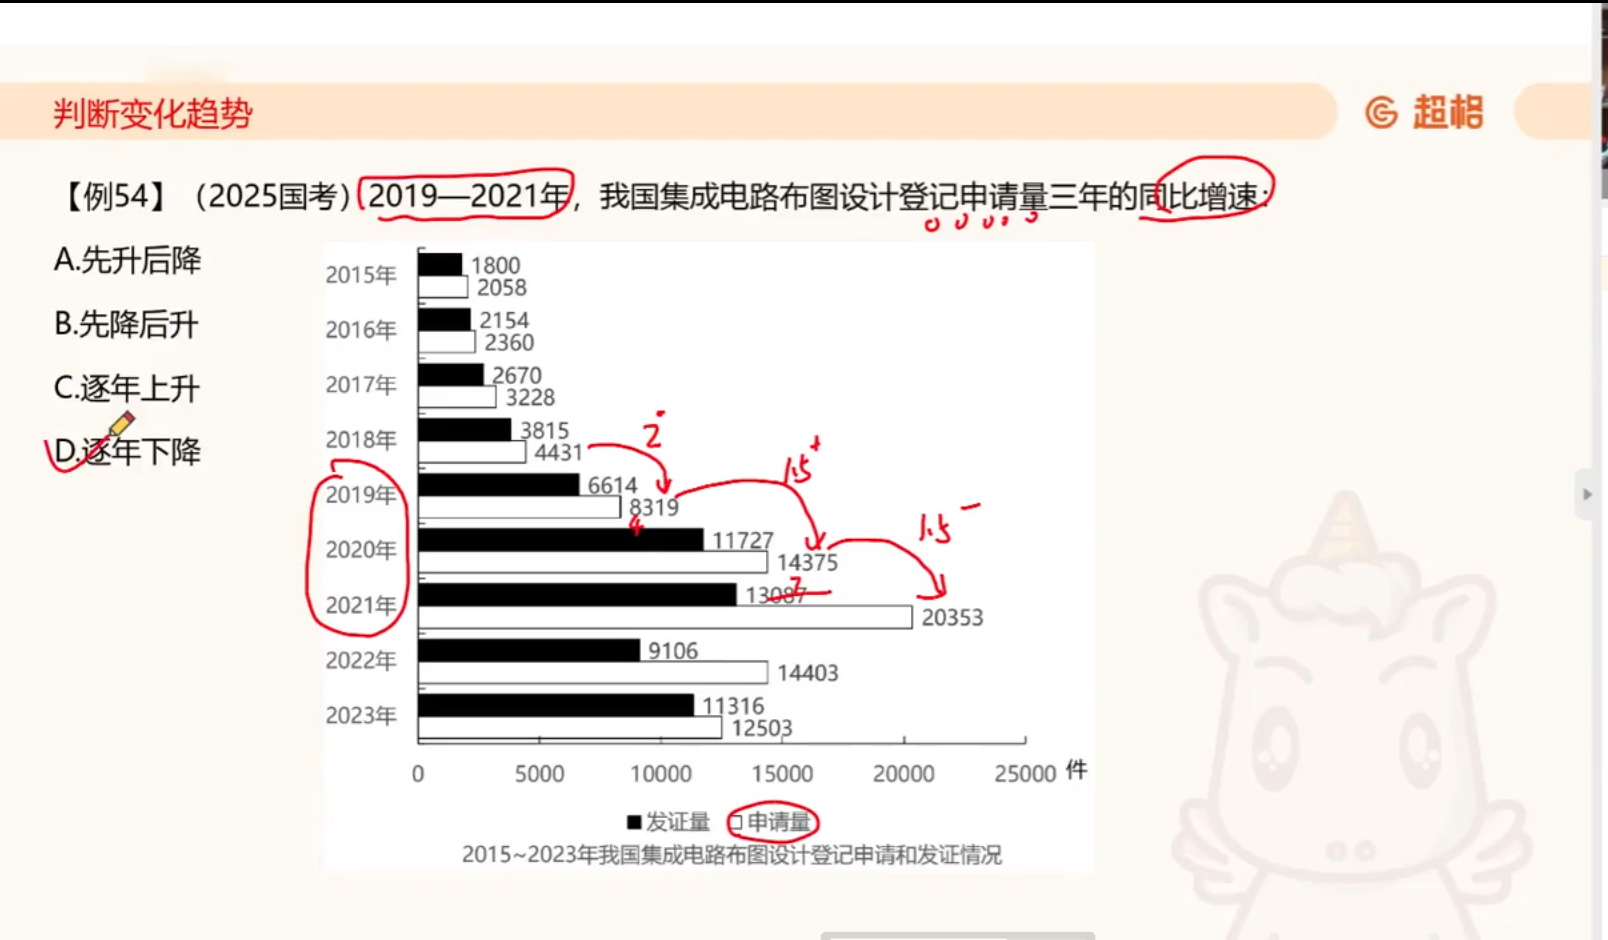 判断变化趋势
超格
【例54】（2025国考）2019—2021年，我国集成电路布图设计登记申请量三年的同比增速：
A.先升后降
B.先降后升
C.逐年上升
D.逐年下降
2015年 1800
2058
2016年 2154
2360
2017年 2670
3228
2018年 3815
4431
2019年 6614
8319
2020年 11727
14375
2021年 13087
20353
2022年 9106
14403
2023年 11316
12503
0 5000 10000 15000 20000 25000 件
■发证量 □申请量
2015~2023年我国集成电路布图设计登记申请和发证情况
2⁻
1.5⁺
1.5⁻
4
7